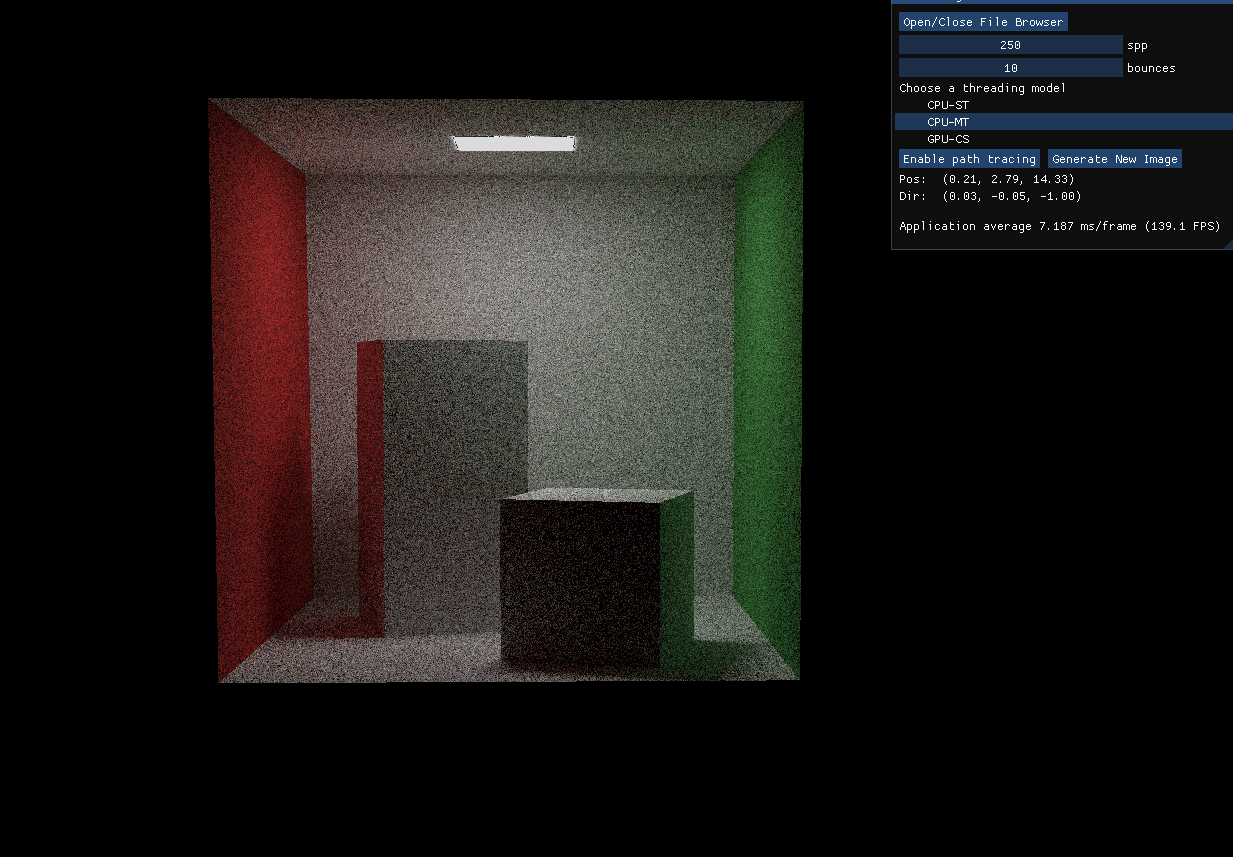 Open/Close File Browser
250 spp
10 bounces
Choose a threading model
CPU-ST
CPU-MT
GPU-CS
Enable path tracing Generate New Image
Pos: (0.21, 2.79, 14.33)
Dir: (0.03, -0.05, -1.00)
Application average 7.187 ms/frame (139.1 FPS)